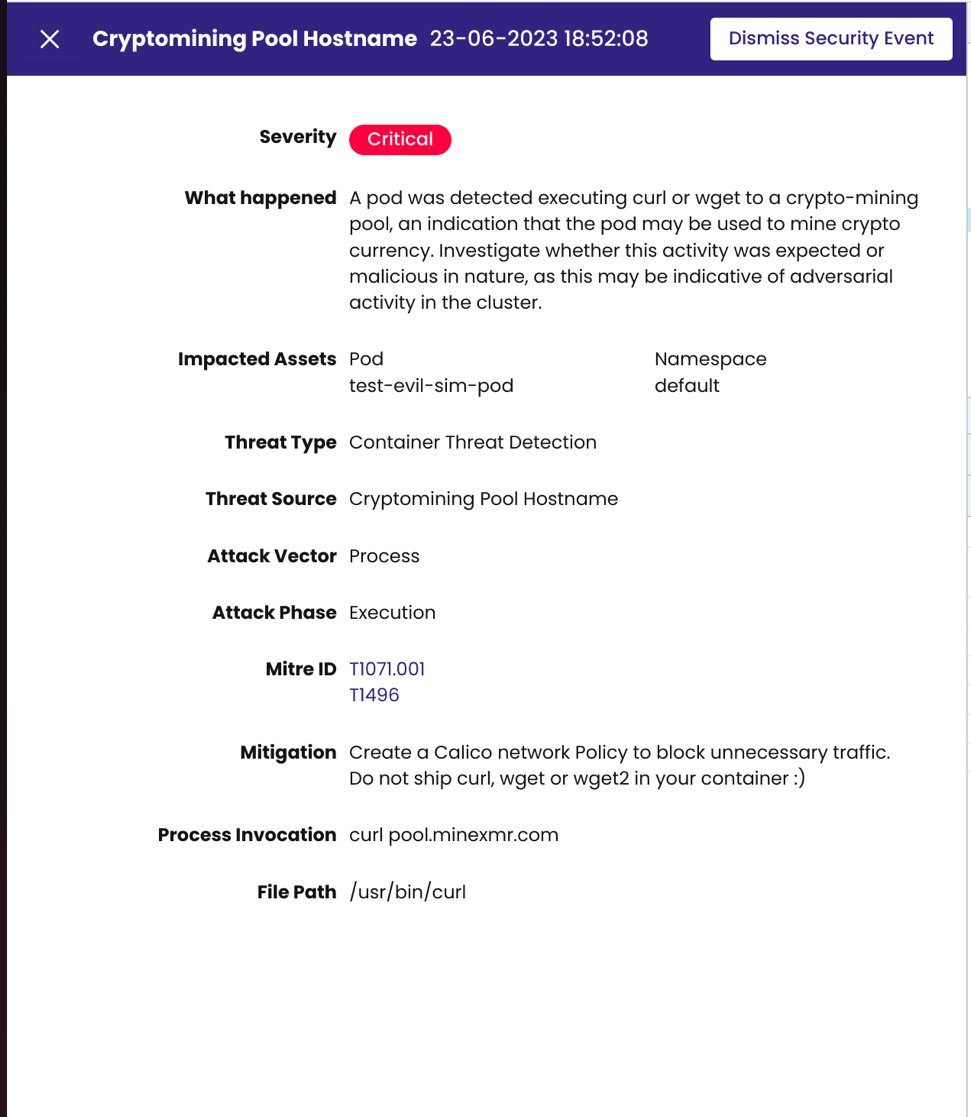 Cryptomining Pool Hostname 23-06-2023 18:52:08 Dismiss Security Event
Severity Critical
What happened A pod was detected executing curl or wget to a crypto-mining
pool, an indication that the pod may be used to mine crypto
currency. Investigate whether this activity was expected or
malicious in nature, as this may be indicative of adversarial
activity in the cluster.
Impacted Assets Pod Namespace
test-evil-sim-pod default
Threat Type Container Threat Detection
Threat Source Cryptomining Pool Hostname
Attack Vector Process
Attack Phase Execution
Mitre ID T1071.001
T1496
Mitigation Create a Calico network Policy to block unnecessary traffic.
Do not ship curl, wget or wget2 in your container :)
Process Invocation curl pool.minexmr.com
File Path /usr/bin/curl